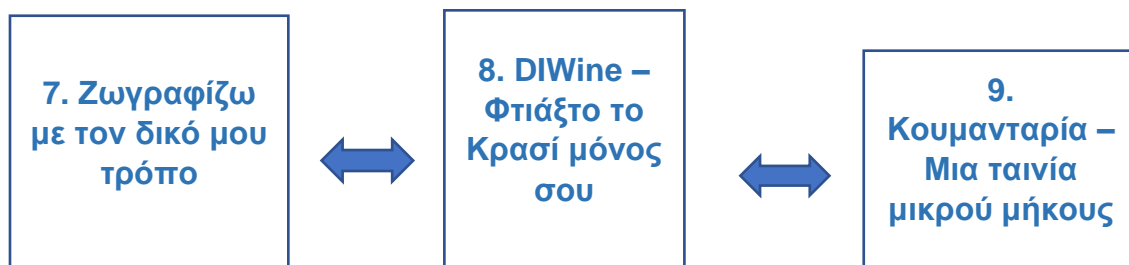 7. Ζωγραφίζω
με τον δικό μου
τρόπο
8. DIWine –
Φτιάξτο το
Κρασί μόνος
σου
9.
Κουμανταρία –
Μια ταινία
μικρού μήκους